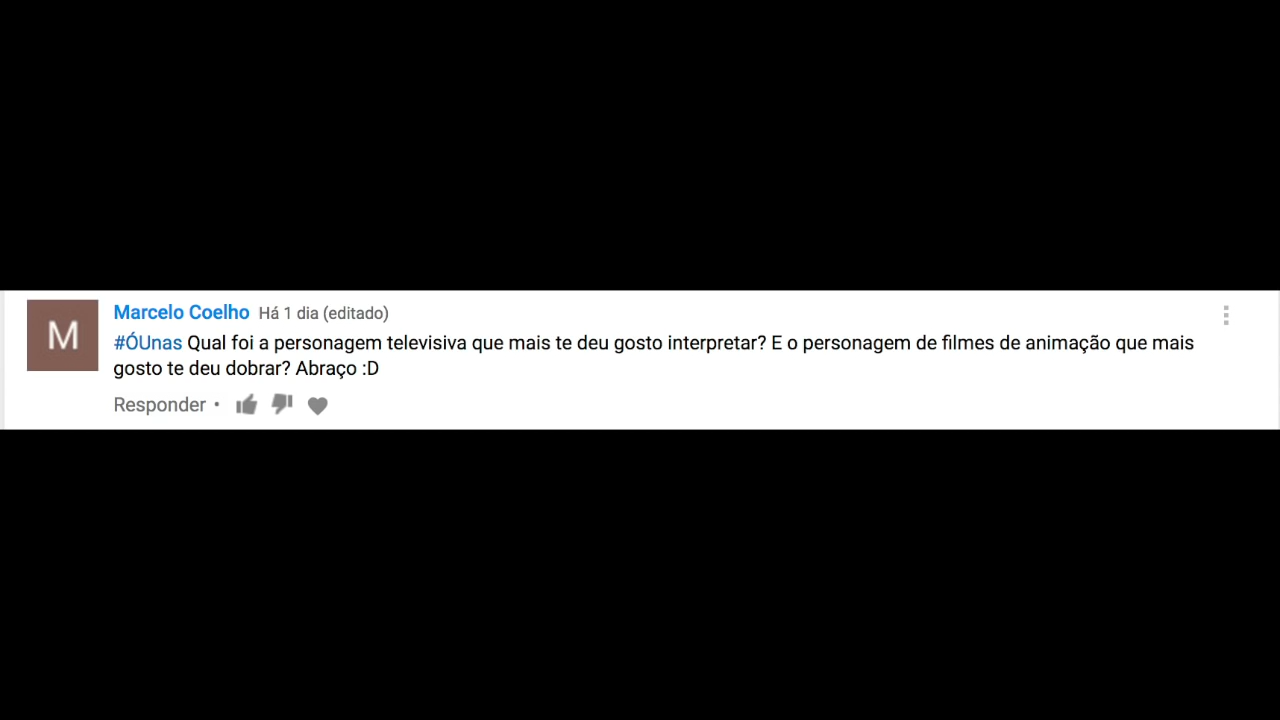 M
Marcelo Coelho Há 1 dia (editado)
#ÓUnas Qual foi a personagem televisiva que mais te deu gosto interpretar? E o personagem de filmes de animação que mais
gosto te deu dobrar? Abraço :D
Responder •